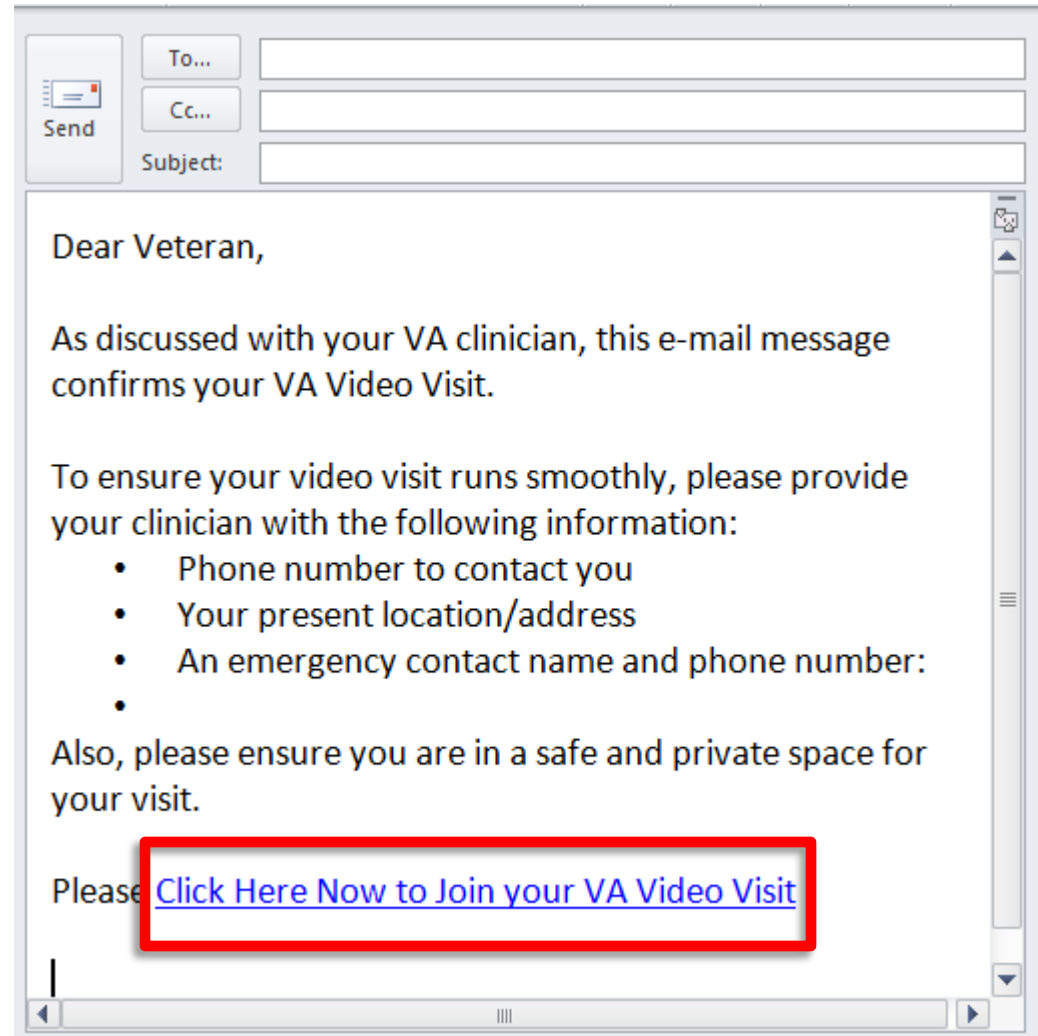 To...
Cc...
Send
Subject:
Dear Veteran,
As discussed with your VA clinician, this e-mail message
confirms your VA Video Visit.
To ensure your video visit runs smoothly, please provide
your clinician with the following information:
• Phone number to contact you
• Your present location/address
• An emergency contact name and phone number:
•
Also, please ensure you are in a safe and private space for
your visit.
Please Click Here Now to Join your VA Video Visit